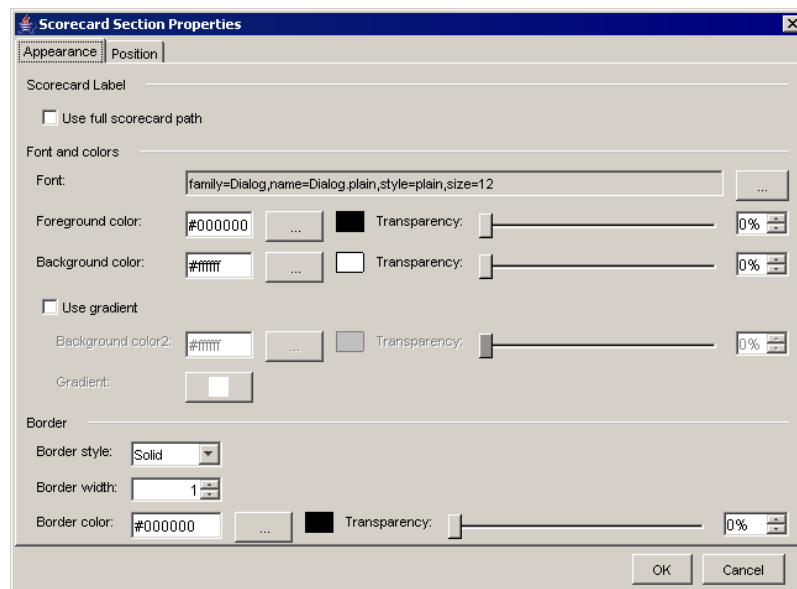 Scorecard Section Properties
Appearance Position
Scorecard Label
Use full scorecard path
Font and colors
Font: family=Dialog,name=Dialog.plain,style=plain,size=12 ...
Foreground color: #000000 ... Transparency: 0%
Background color: #ffffff ... Transparency: 0%
Use gradient
Background color2: #ffffff ... Transparency: 0%
Gradient:
Border
Border style: Solid
Border width: 1
Border color: #000000 ... Transparency: 0%
OK Cancel